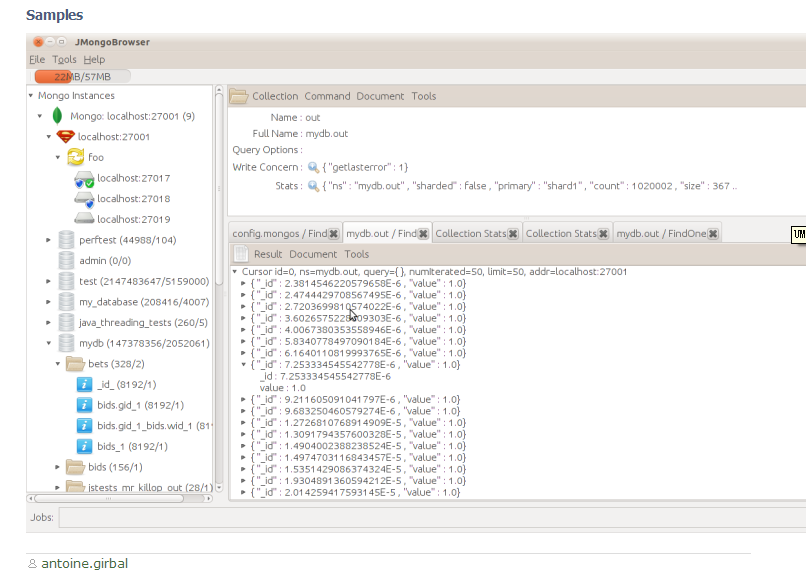 Samples
JMongoBrowser
File Tools Help
22MB/57MB
Mongo Instances
Mongo: localhost:27001 (9)
localhost:27001
foo
localhost:27017
localhost:27018
localhost:27019
perftest (44988/104)
admin (0/0)
test (2147483647/5159000)
my_database (208416/4007)
java_threading_tests (260/5)
mydb (147378356/2052061)
bets (328/2)
_id_ (8192/1)
bids.gid_1 (8192/1)
bids.gid_1_bids.wid_1 (81
bids_1 (8192/1)
bids (156/1)
jstests_mr_killop_out (28/1)
Collection Command Document Tools
Name : out
Full Name : mydb.out
Query Options :
Write Concern : { "getlasterror" : 1}
Stats : { "ns" : "mydb.out" , "sharded" : false , "primary" : "shard1" , "count" : 1020002 , "size" : 367 ..
config.mongos / Find mydb.out / Find Collection Stats Collection Stats mydb.out / FindOne
UM
Result Document Tools
Cursor id=0, ns=mydb.out, query={ }, numIterated=50, limit=50, addr=localhost:27001
{ "_id" : 2.3814546220579658E-6 , "value" : 1.0}
{ "_id" : 2.4744429708567495E-6 , "value" : 1.0}
{ "_id" : 2.7203699810574022E-6 , "value" : 1.0}
{ "_id" : , "value" : 1.0}
{ "_id" : 4.0067380353558946E-6 , "value" : 1.0}
{ "_id" : 5.8340778497090184E-6 , "value" : 1.0}
{ "_id" : 6.1640110819993765E-6 , "value" : 1.0}
{ "_id" : 7.253334545542778E-6 , "value" : 1.0}
_id : 7.253334545542778E-6
value : 1.0
{ "_id" : 9.211605091041797E-6 , "value" : 1.0}
{ "_id" : 9.683250460579274E-6 , "value" : 1.0}
{ "_id" : 1.2726810768914909E-5 , "value" : 1.0}
{ "_id" : 1.3091794357600328E-5 , "value" : 1.0}
{ "_id" : 1.4904002388238524E-5 , "value" : 1.0}
{ "_id" : 1.4974703116843457E-5 , "value" : 1.0}
{ "_id" : 1.5351429086374324E-5 , "value" : 1.0}
{ "_id" : 1.9304891360594212E-5 , "value" : 1.0}
{ "_id" : 2.014259417593145E-5 , "value" : 1.0}
Jobs:
antoine.girbal